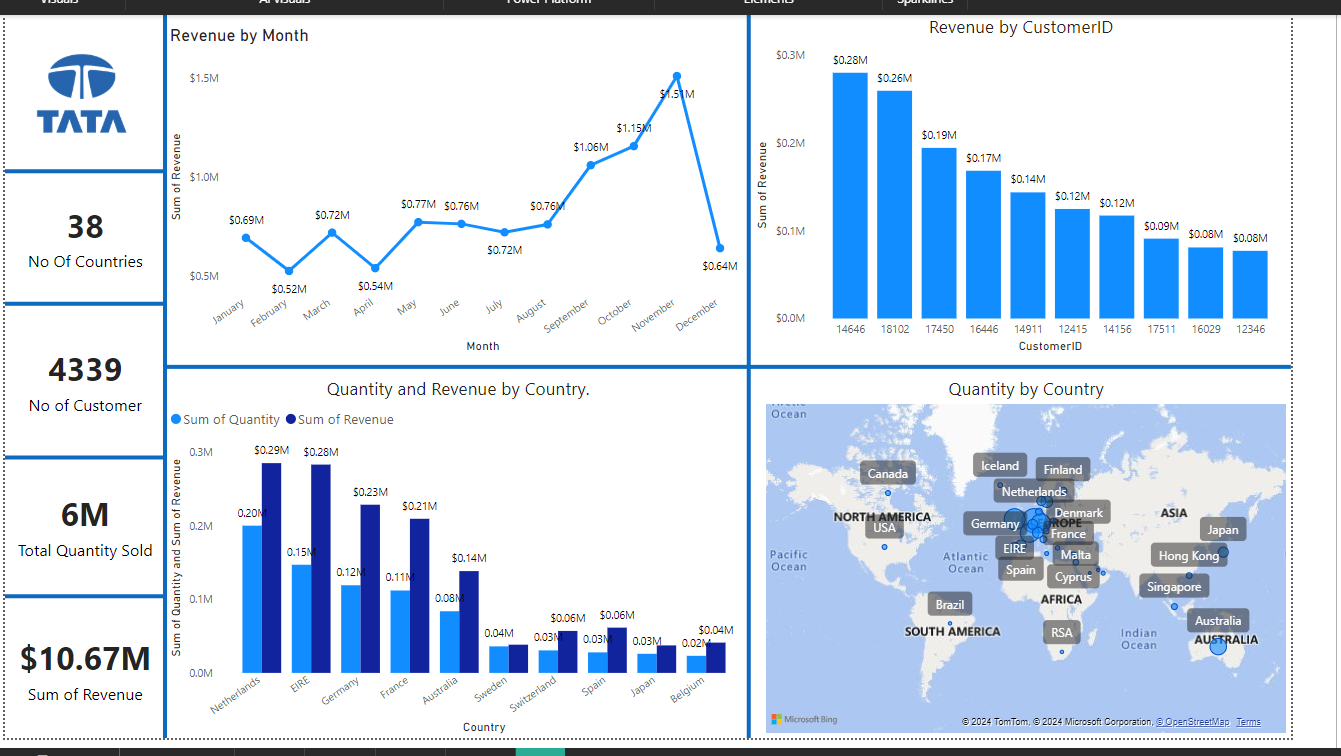 Visuals
AI visuals
Power Platform
Elements
Sparklines
TATA
38
No Of Countries
4339
No of Customer
6M
Total Quantity Sold
$10.67M
Sum of Revenue
Revenue by Month
Sum of Revenue
$1.5M
$1.0M
$0.5M
$0.69M
$0.52M
$0.72M
$0.54M
$0.77M
$0.76M
$0.72M
$0.76M
$1.06M
$1.15M
$1.51M
$0.64M
January
February
March
April
May
June
July
August
September
October
November
December
Month
Revenue by CustomerID
Sum of Revenue
$0.3M
$0.2M
$0.1M
$0.0M
$0.28M
$0.26M
$0.19M
$0.17M
$0.14M
$0.12M
$0.12M
$0.09M
$0.08M
$0.08M
14646 18102 17450 16446 14911 12415 14156 17511 16029 12346
CustomerID
Quantity and Revenue by Country.
Sum of Quantity Sum of Revenue
Sum of Quantity and Sum of Revenue
0.3M
0.2M
0.1M
0.0M
0.20M
$0.29M
0.15M
$0.28M
0.12M
$0.23M
0.11M
$0.21M
0.08M
$0.14M
0.04M
0.03M
$0.06M
0.03M
$0.06M
0.03M
0.02M
$0.04M
Netherlands
EIRE
Germany
France
Australia
Sweden
Switzerland
Spain
Japan
Belgium
Country
Quantity by Country
Ocean
Iceland
Finland
Canada
Netherlands
NORTH AMERICA
USA
Germany
Denmark
ASIA
France
Japan
EIRE
Malta
Hong Kong
Pacific
Ocean
Atlantic
Ocean
Spain
Cyprus
Singapore
Brazil
AFRICA
SOUTH AMERICA
RSA
Indian
Ocean
Australia
AUSTRALIA
Microsoft Bing
© 2024 TomTom, © 2024 Microsoft Corporation, © OpenStreetMap Terms